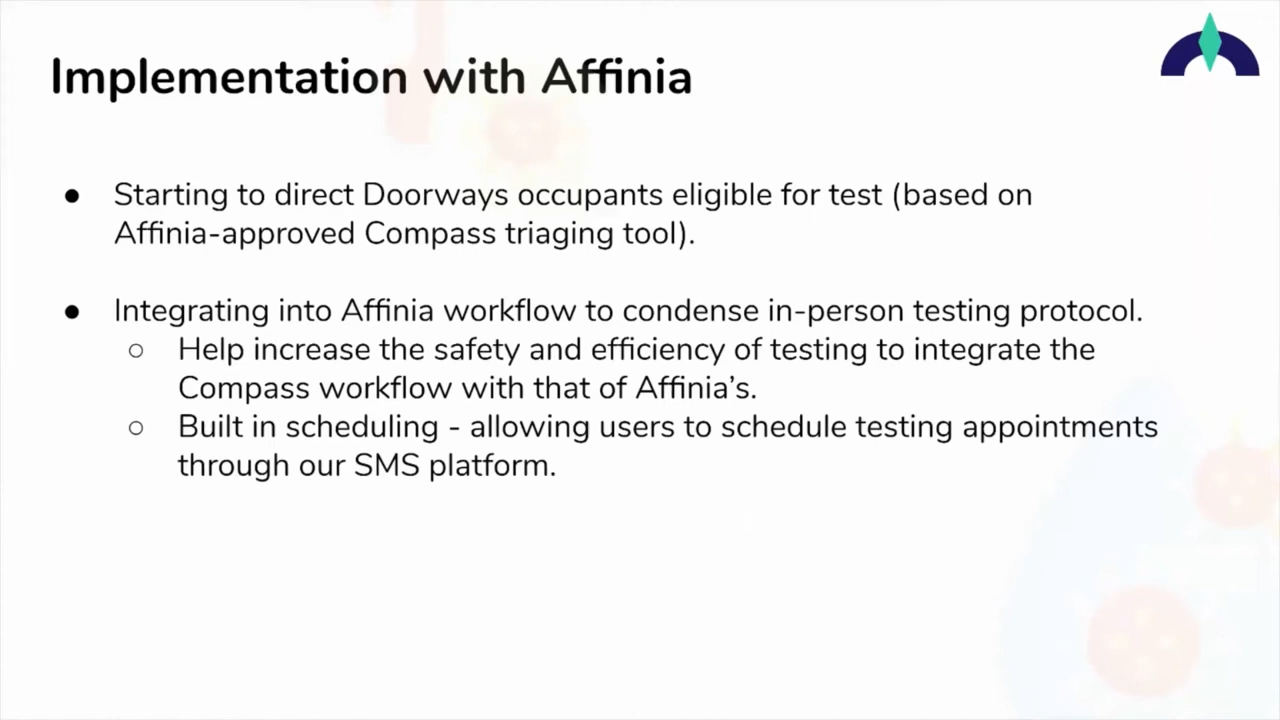 Implementation with Affinia
● Starting to direct Doorways occupants eligible for test (based on
Affinia-approved Compass triaging tool).
● Integrating into Affinia workflow to condense in-person testing protocol.
○ Help increase the safety and efficiency of testing to integrate the
Compass workflow with that of Affinia’s.
○ Built in scheduling - allowing users to schedule testing appointments
through our SMS platform.